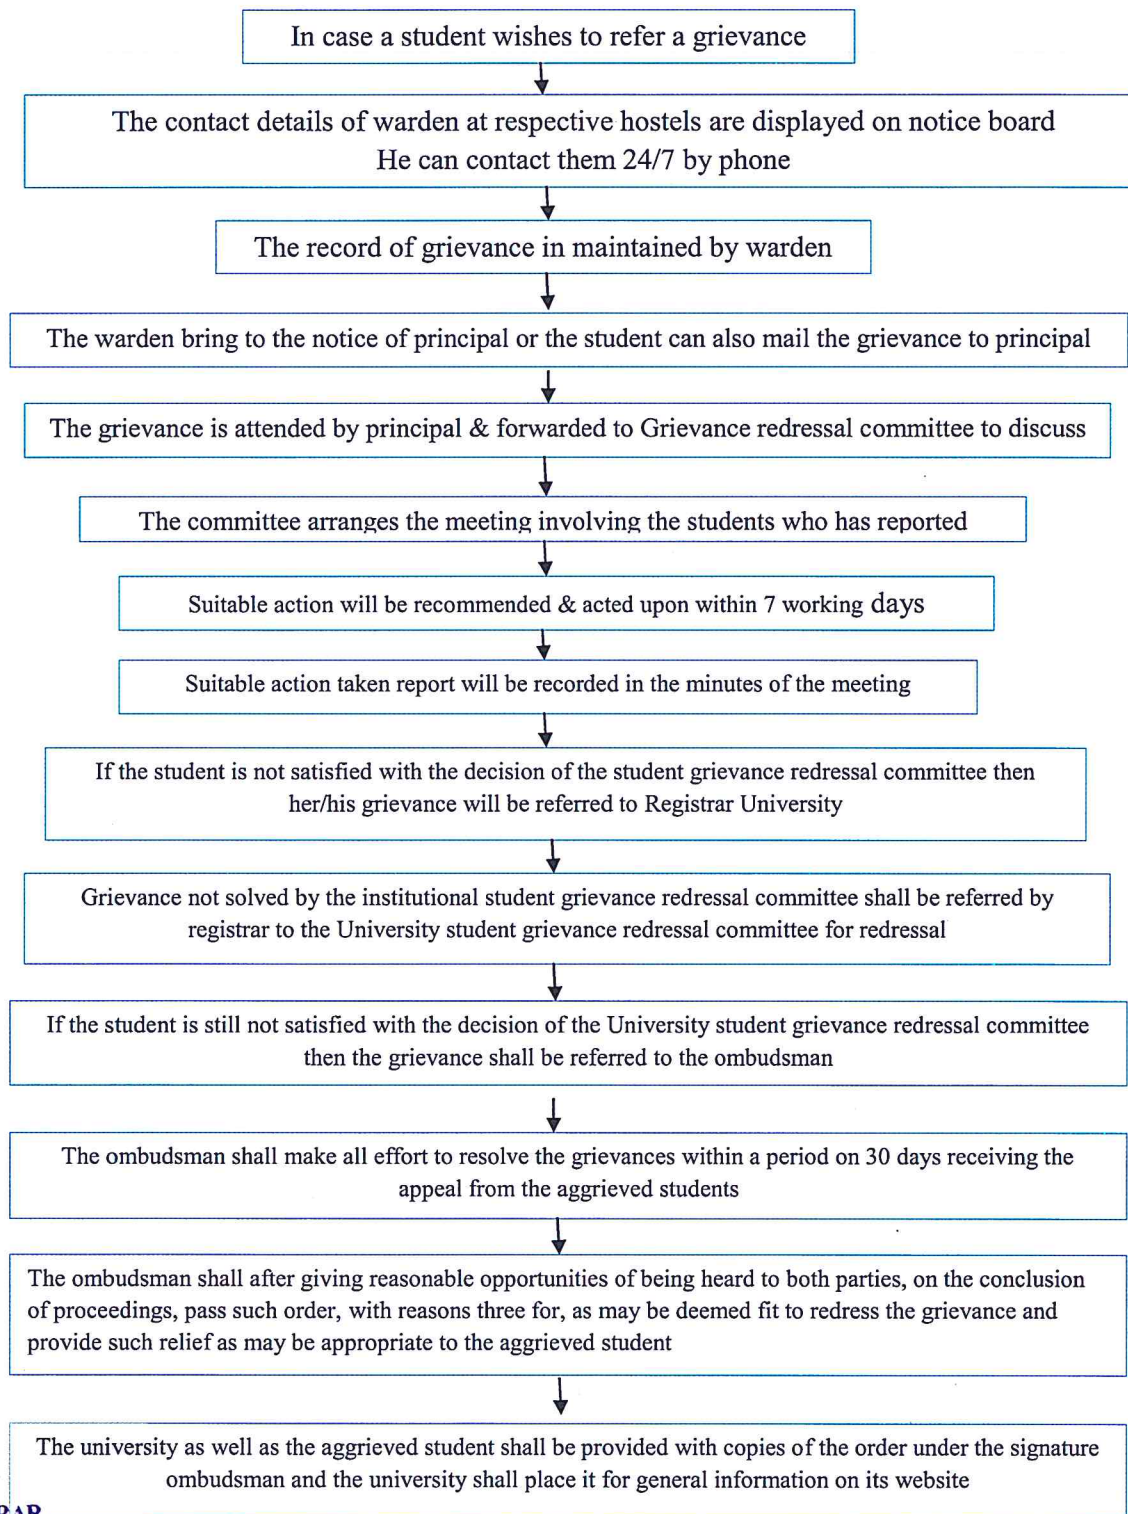 In case a student wishes to refer a grievance
The contact details of warden at respective hostels are displayed on notice board
He can contact them 24/7 by phone
The record of grievance in maintained by warden
The warden bring to the notice of principal or the student can also mail the grievance to principal
The grievance is attended by principal & forwarded to Grievance redressal committee to discuss
The committee arranges the meeting involving the students who has reported
Suitable action will be recommended & acted upon within 7 working days
Suitable action taken report will be recorded in the minutes of the meeting
If the student is not satisfied with the decision of the student grievance redressal committee then
her/his grievance will be referred to Registrar University
Grievance not solved by the institutional student grievance redressal committee shall be referred by
registrar to the University student grievance redressal committee for redressal
If the student is still not satisfied with the decision of the University student grievance redressal committee
then the grievance shall be referred to the ombudsman
The ombudsman shall make all effort to resolve the grievances within a period on 30 days receiving the
appeal from the aggrieved students
The ombudsman shall after giving reasonable opportunities of being heard to both parties, on the conclusion
of proceedings, pass such order, with reasons three for, as may be deemed fit to redress the grievance and
provide such relief as may be appropriate to the aggrieved student
The university as well as the aggrieved student shall be provided with copies of the order under the signature
ombudsman and the university shall place it for general information on its website